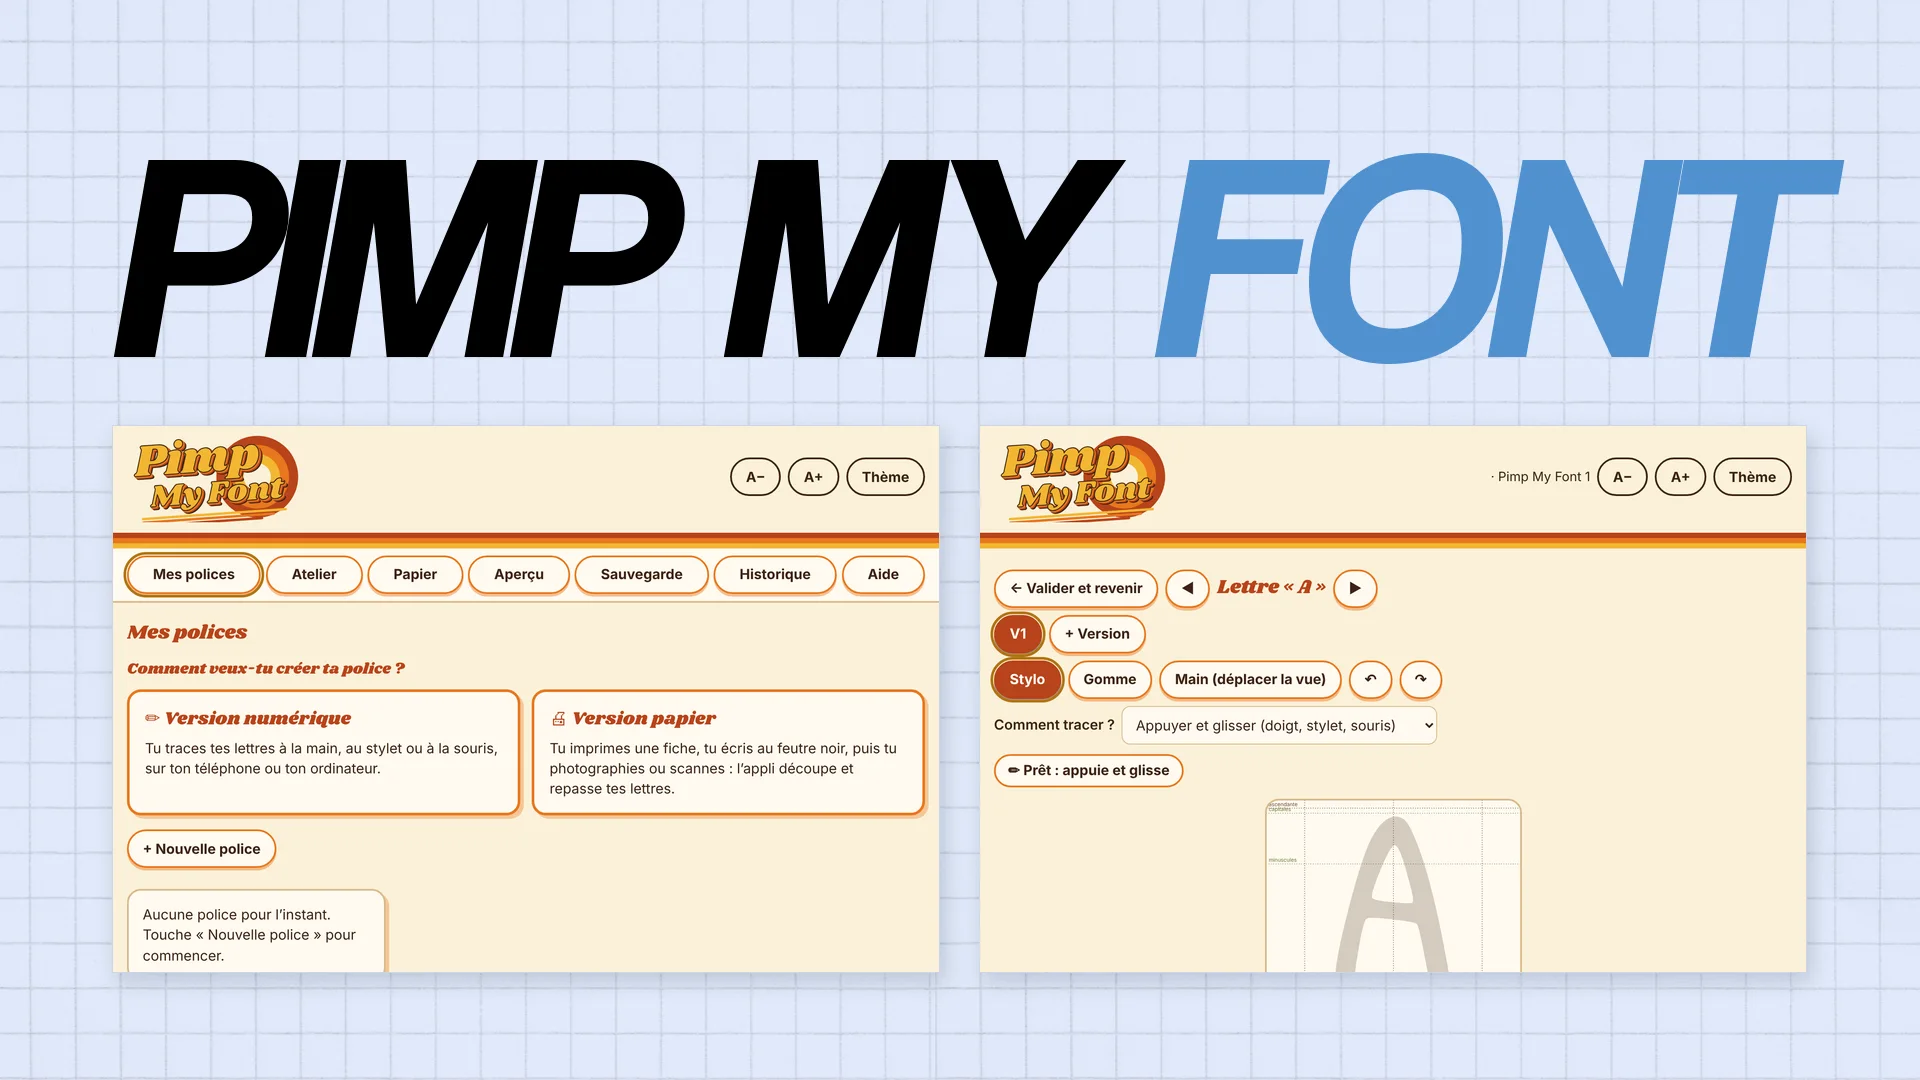 PIMP MY FONT
Pimp
My Font
A−
A+
Thème
Mes polices
Atelier
Papier
Aperçu
Sauvegarde
Historique
Aide
Mes polices
Comment veux-tu créer ta police ?
✏ Version numérique
Tu traces tes lettres à la main, au stylet ou à la souris,
sur ton téléphone ou ton ordinateur.
🖨 Version papier
Tu imprimes une fiche, tu écris au feutre noir, puis tu
photographies ou scannes : l’appli découpe et
repasse tes lettres.
+ Nouvelle police
Aucune police pour l’instant.
Touche « Nouvelle police » pour
commencer.
Pimp
My Font
· Pimp My Font 1
A−
A+
Thème
← Valider et revenir
◀
Lettre « A »
▶
V1
+ Version
Stylo
Gomme
Main (déplacer la vue)
↶
↷
Comment tracer ?
Appuyer et glisser (doigt, stylet, souris)
✏ Prêt : appuie et glisse
ascendante
capitales
minuscules
A